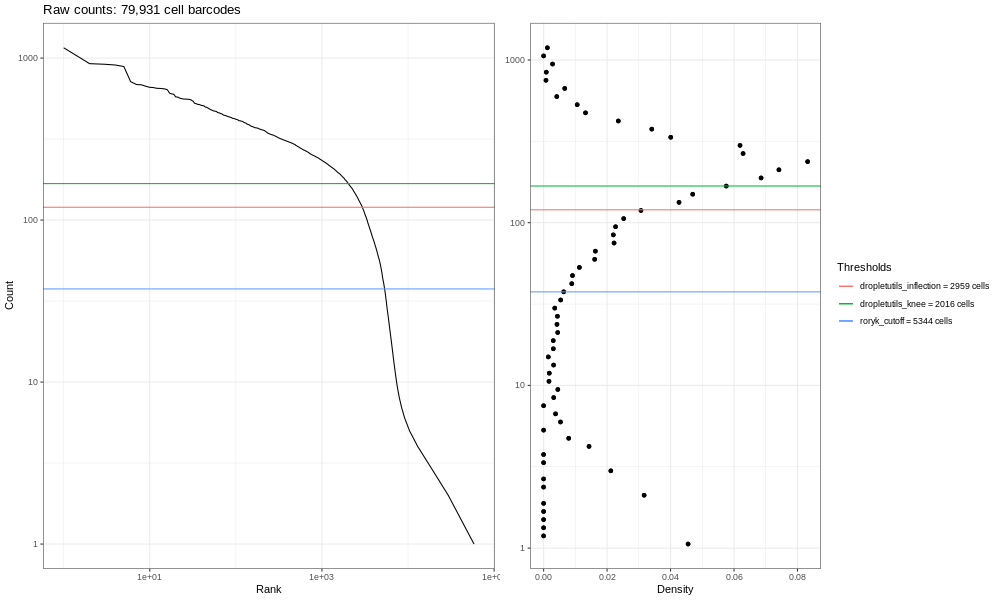 Raw counts: 79,931 cell barcodes
Count
1000
100
10
1
1e+01
1e+03
Rank
1000
100
10
1
0.00
0.02
0.04
0.06
0.08
Density
Thresholds
dropletutils_inflection = 2959 cells
dropletutils_knee = 2016 cells
roryk_cutoff = 5344 cells